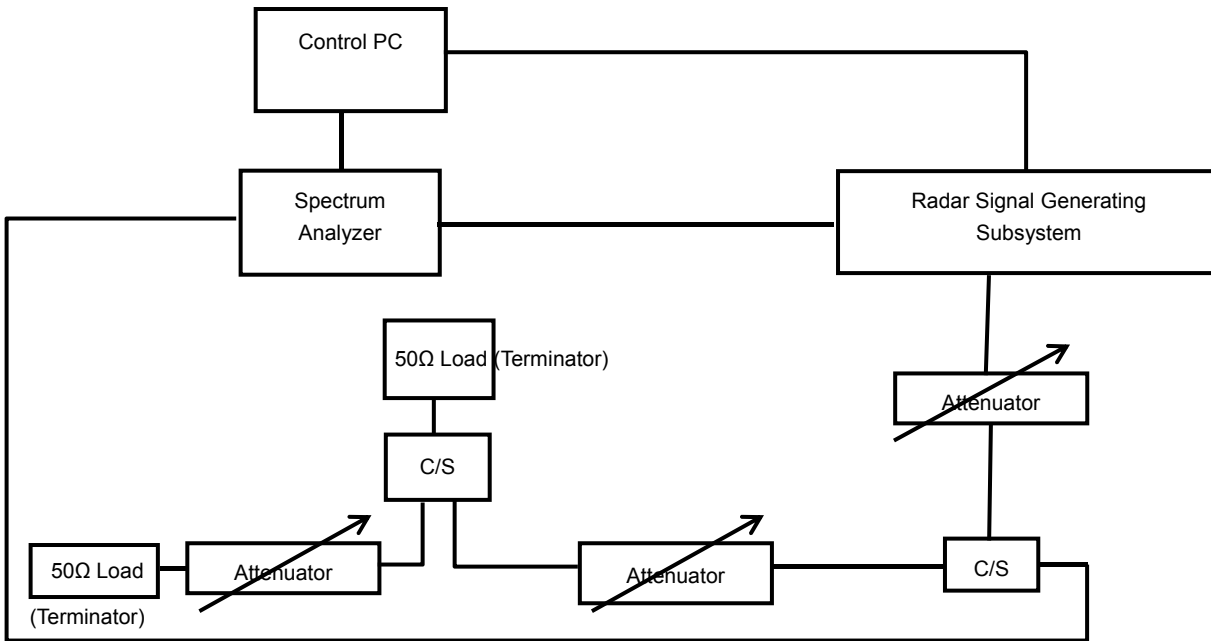 Control PC
Spectrum
Analyzer
Radar Signal Generating
Subsystem
50Ω Load (Terminator)
Attenuator
C/S
50Ω Load
(Terminator)
Attenuator
Attenuator
C/S